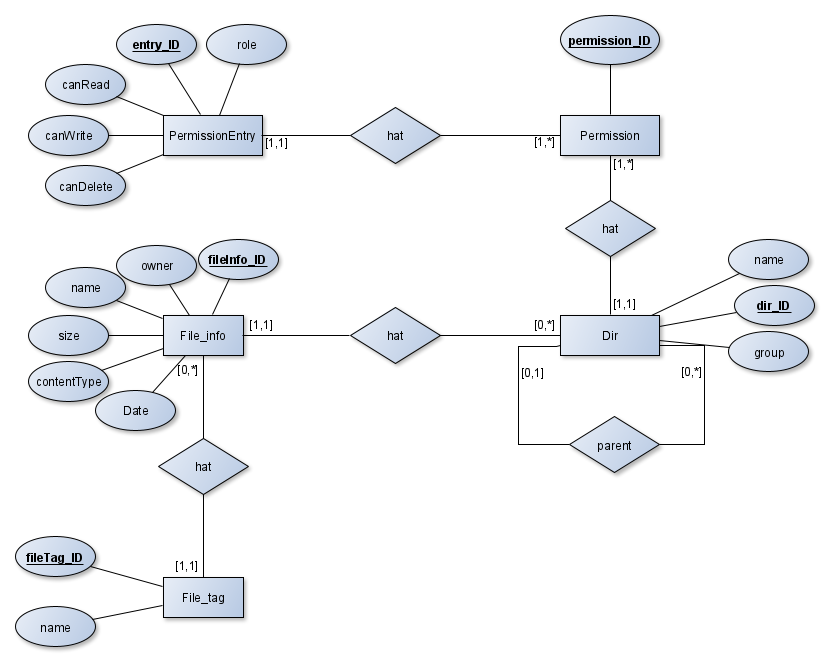 entry_ID
role
permission_ID
canRead
canWrite
canDelete
PermissionEntry
[1,1]
hat
[1,*]
Permission
[1,*]
hat
[1,1]
owner
fileInfo_ID
name
size
contentType
Date
File_info
[1,1]
[0,*]
hat
[0,*]
Dir
name
dir_ID
group
[0,1]
[0,*]
parent
hat
[1,1]
fileTag_ID
name
File_tag